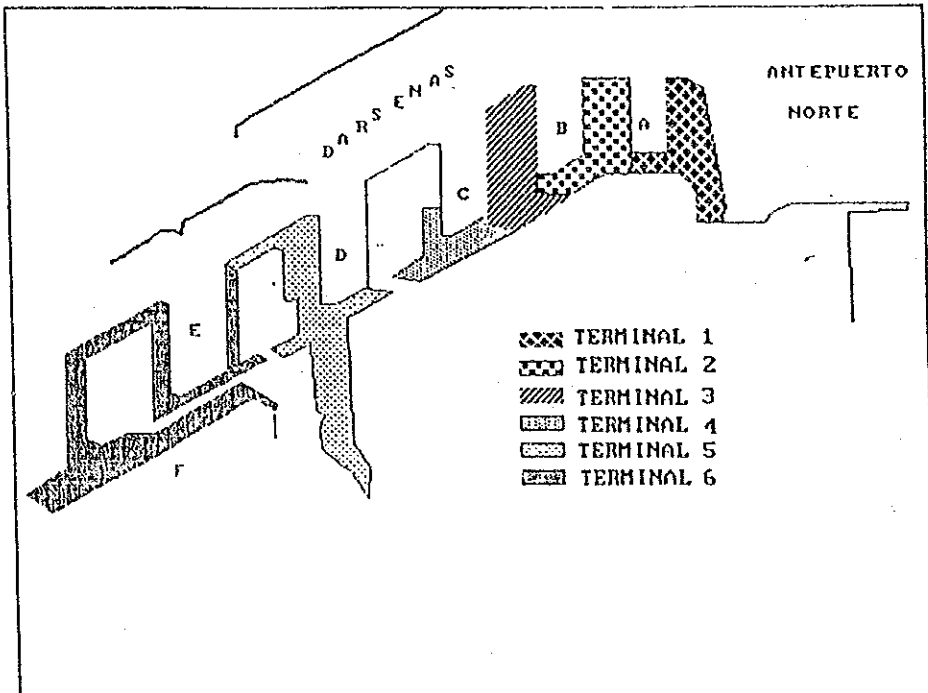 ANTEPUERTO
NORTE
DARSENAS
A
B
C
D
E
F
TERMINAL 1
TERMINAL 2
TERMINAL 3
TERMINAL 4
TERMINAL 5
TERMINAL 6